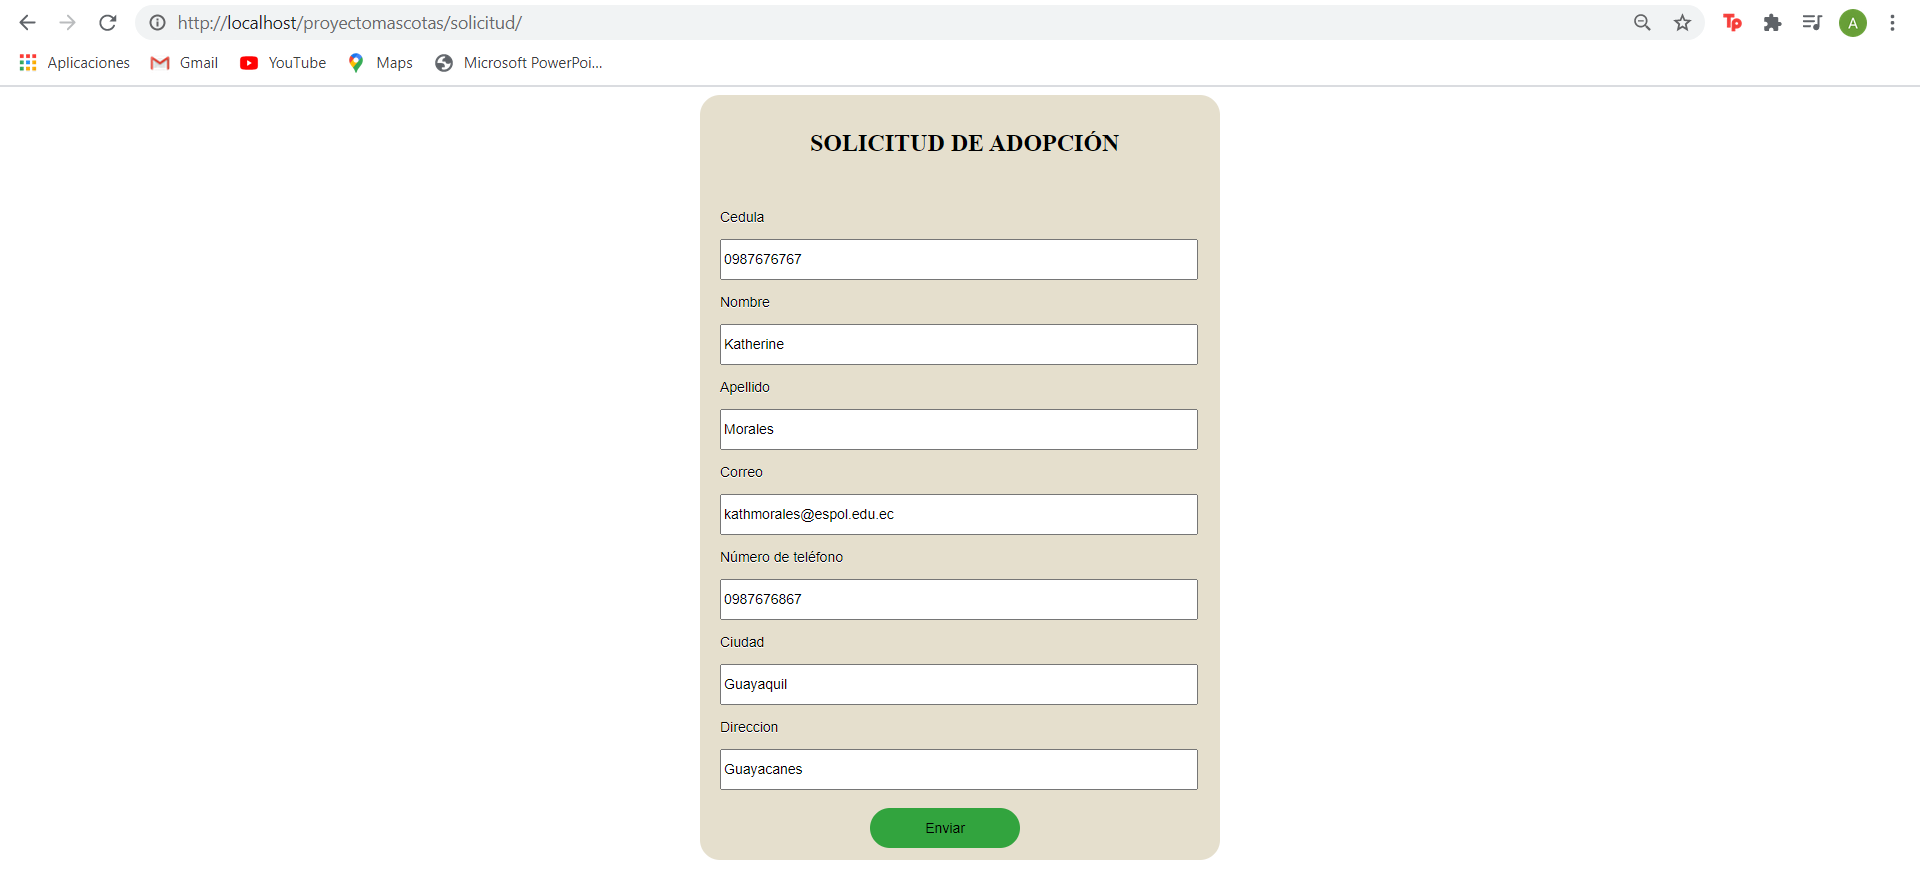 http://localhost/proyectomascotas/solicitud/
Tp
A
Aplicaciones Gmail YouTube Maps Microsoft PowerPoi...
SOLICITUD DE ADOPCIÓN
Cedula
0987676767
Nombre
Katherine
Apellido
Morales
Correo
kathmorales@espol.edu.ec
Número de teléfono
0987676867
Ciudad
Guayaquil
Direccion
Guayacanes
Enviar